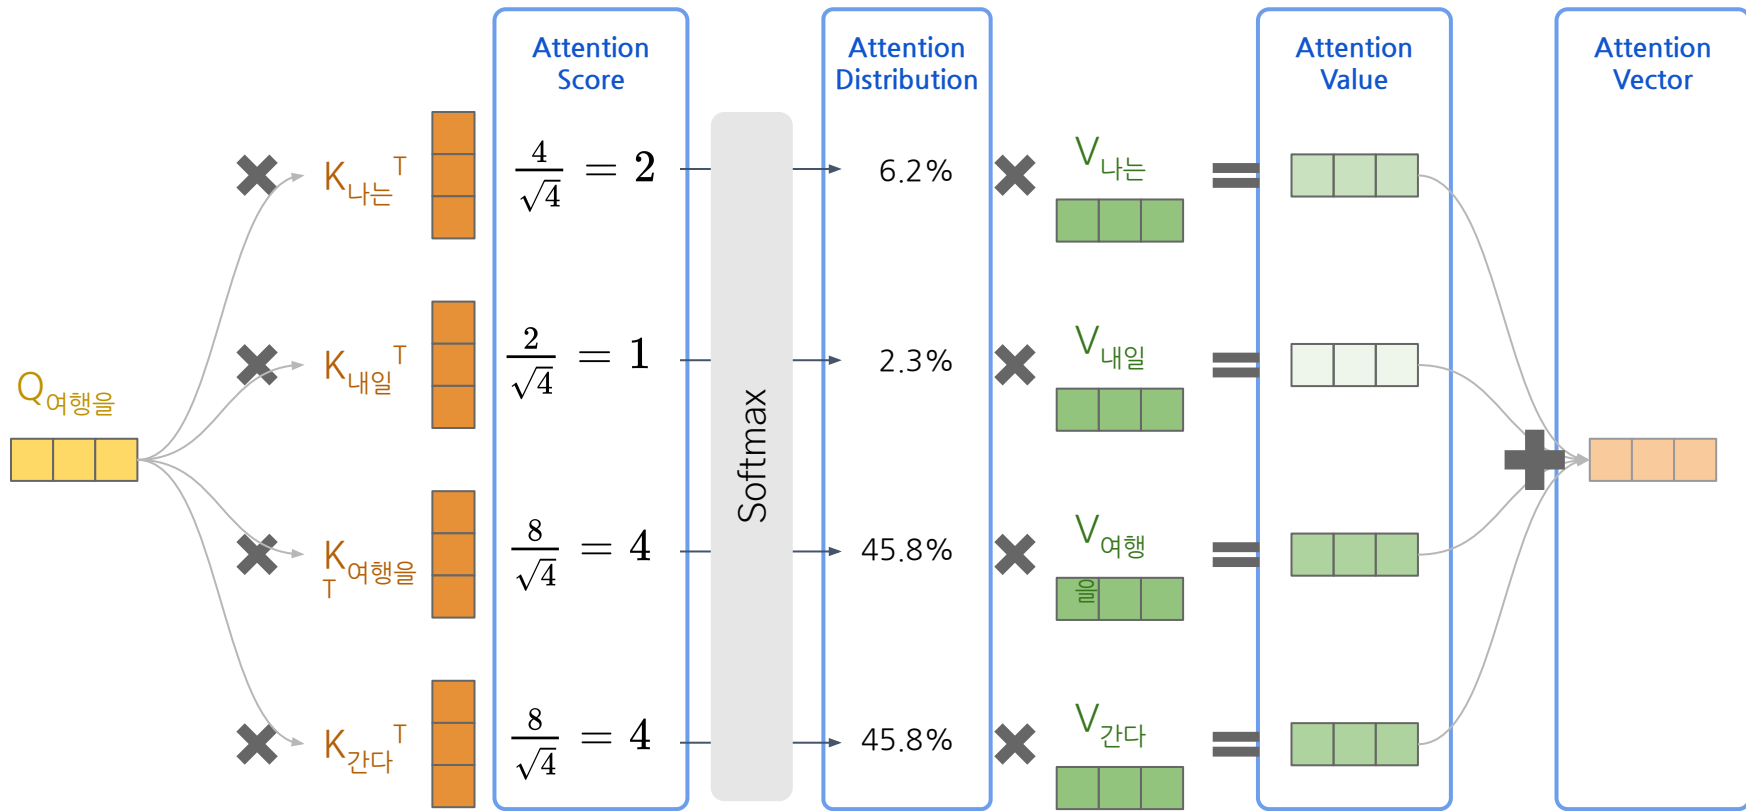 Attention
Score
Attention
Distribution
Attention
Value
Attention
Vector
Q여행을
Softmax
K나는T
4/√4 = 2
6.2%
V나는
K내일T
2/√4 = 1
2.3%
V내일
K여행을
T
8/√4 = 4
45.8%
V여행
을
K간다T
8/√4 = 4
45.8%
V간다